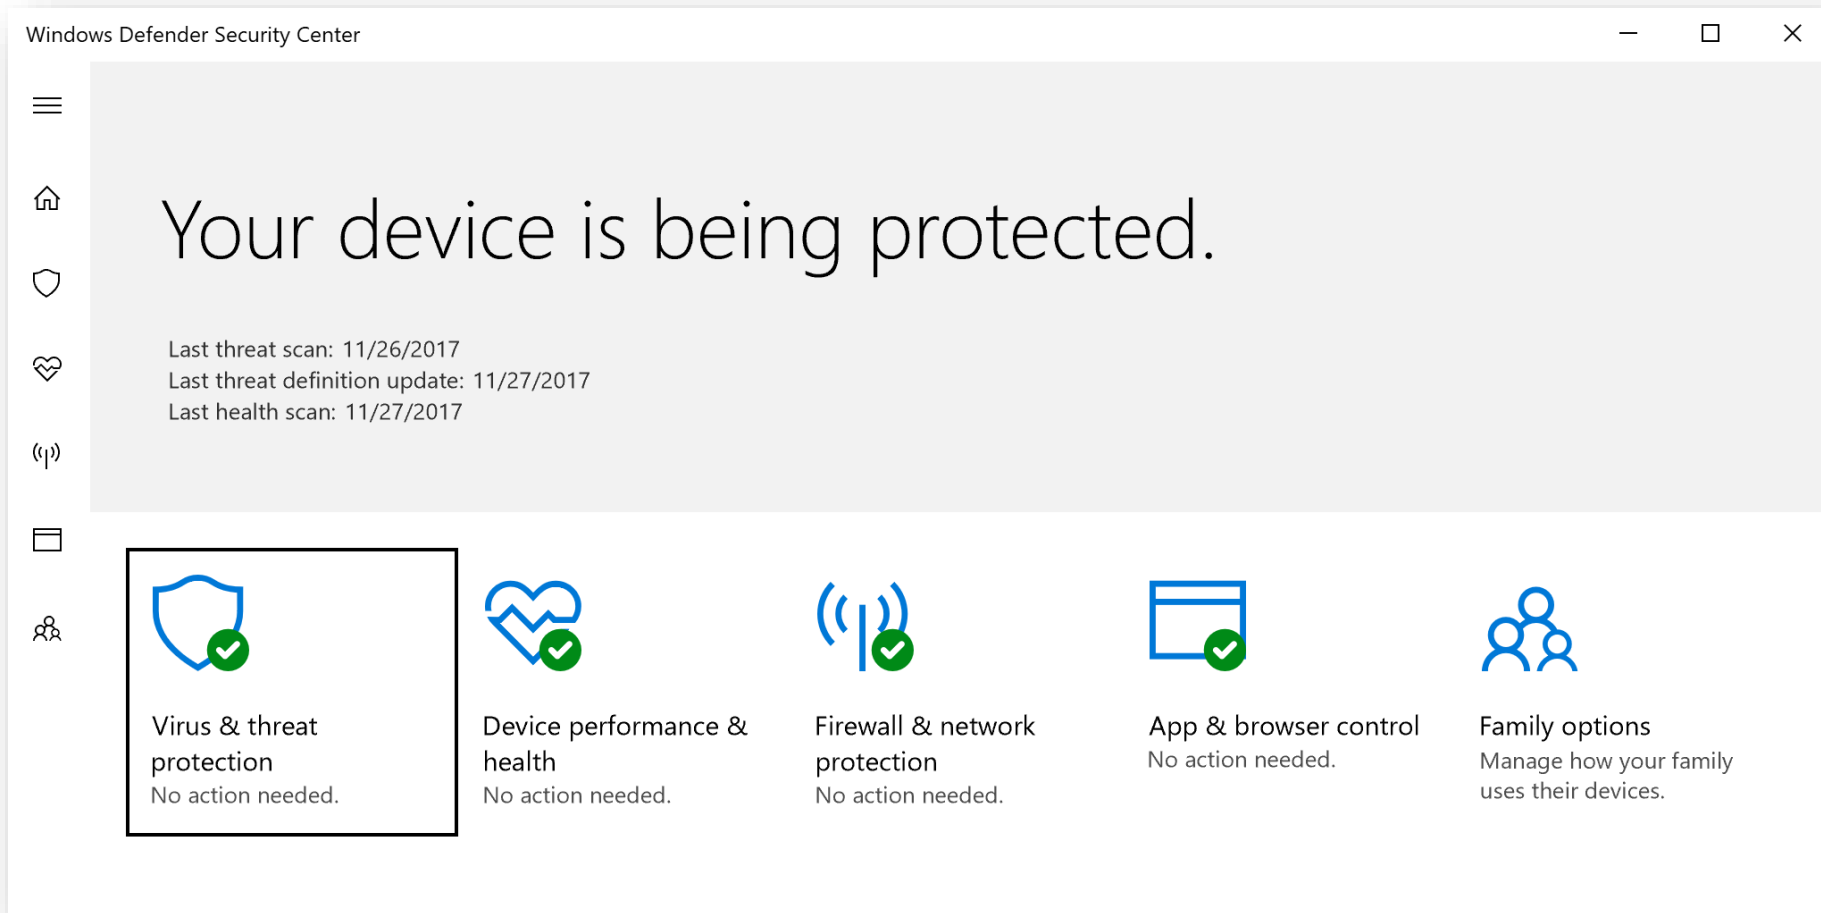 Windows Defender Security Center
Your device is being protected.
Last threat scan: 11/26/2017
Last threat definition update: 11/27/2017
Last health scan: 11/27/2017
Virus & threat
protection
No action needed.
Device performance &
health
No action needed.
Firewall & network
protection
No action needed.
App & browser control
No action needed.
Family options
Manage how your family
uses their devices.